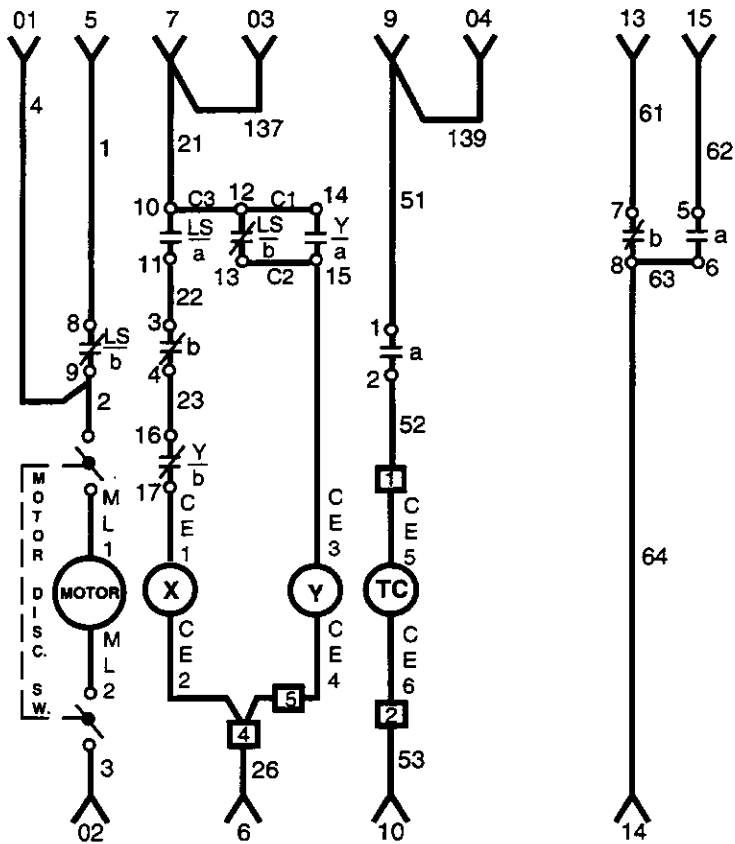 01 5 7 03 9 04 13 15
4 137 139 61
1 21 62
51
10 C3 12 C1 14 7 5
LS a LS b Y a b a
11 13 C2 15 8 63 6
22
8 3 1
LS b b a
9 4 2
2 23 52
16
Y b 1
17
MOTOR DISC. SW.
ML1 CE1 CE3 CE5
64
MOTOR X Y TC
ML2 CE2 CE4 CE6
5
4 2
3 26 53
02 6 10 14